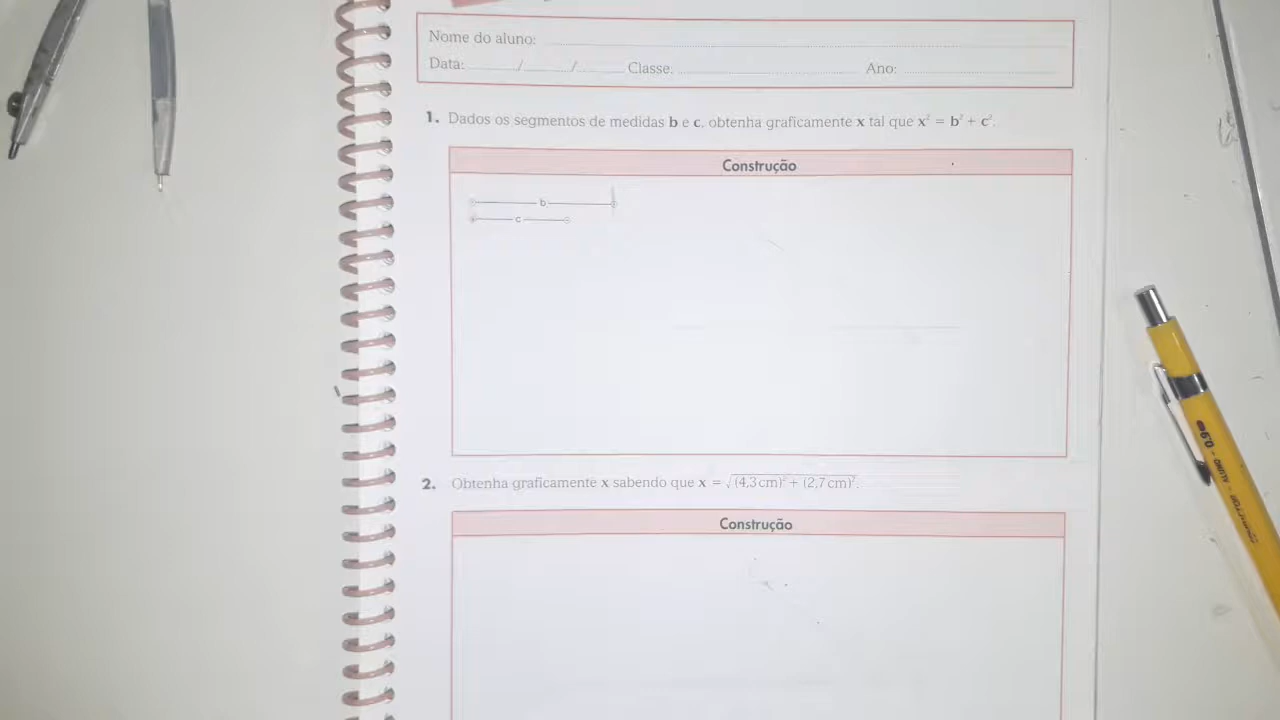 Nome do aluno:
Data: / / Classe: Ano:
1. Dados os segmentos de medidas b e c, obtenha graficamente x tal que x² = b² + c².
Construção
b
c
2. Obtenha graficamente x sabendo que x = √(4,3 cm)² + (2,7 cm)².
Construção